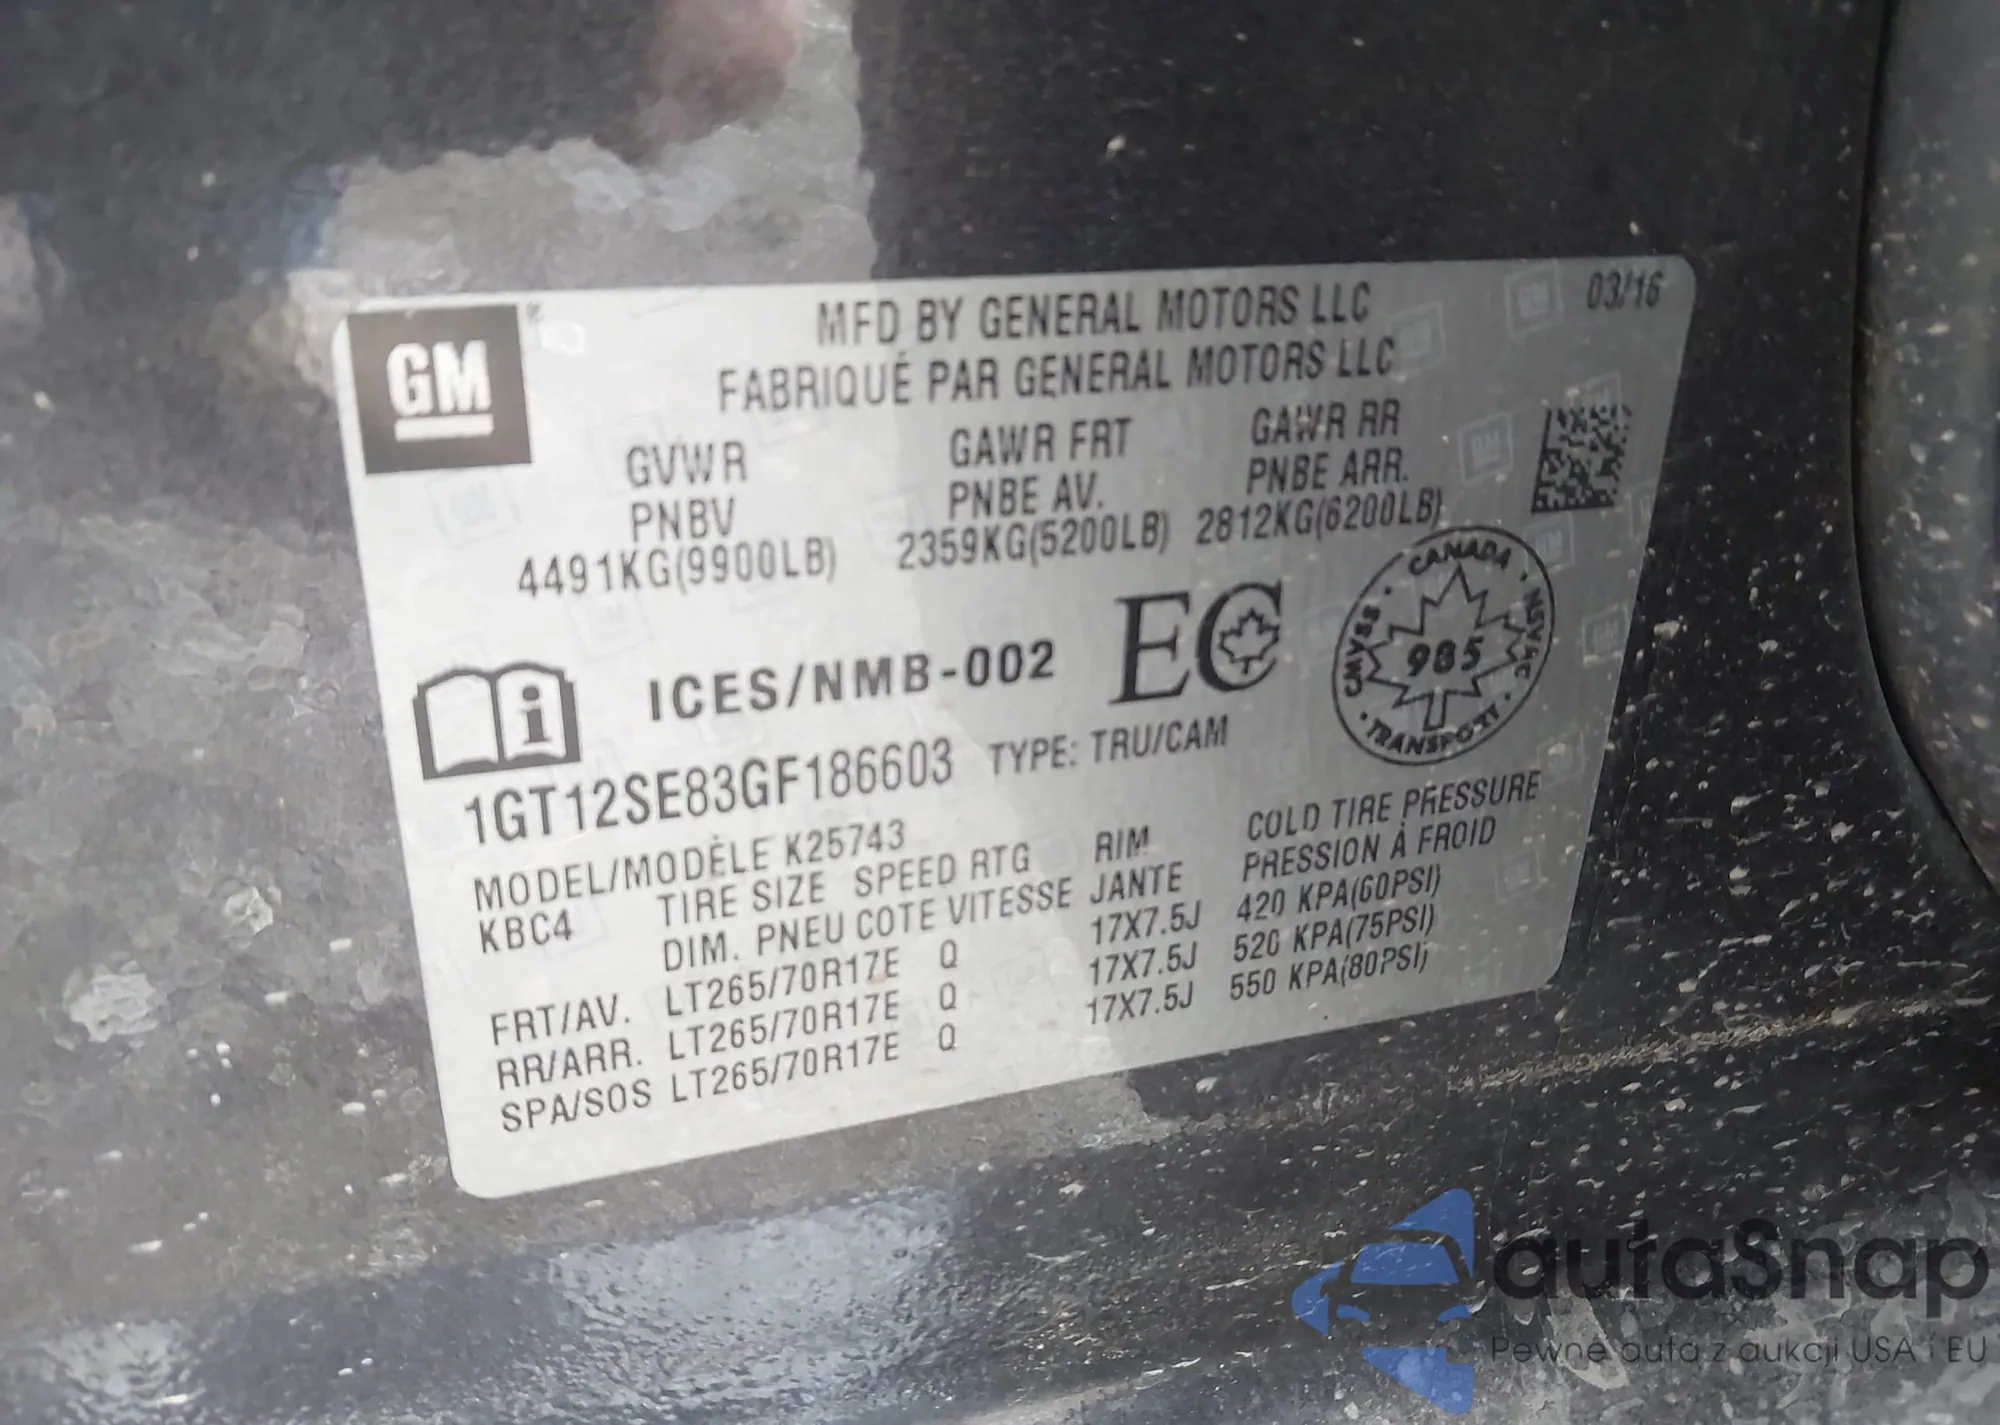 GM
MFD BY GENERAL MOTORS LLC
03/16
FABRIQUÉ PAR GENERAL MOTORS LLC
GVWR
GAWR FRT
GAWR RR
PNBV
PNBE AV.
PNBE ARR.
4491KG(9900LB)
2359KG(5200LB)
2812KG(6200LB)
ICES/NMB-002
EC
CANADA · NSVAC · TRANSPORT · CMVSS ·
985
1GT12SE83GF186603 TYPE: TRU/CAM
MODEL/MODÈLE K25743
KBC4
TIRE SIZE SPEED RTG RIM COLD TIRE PRESSURE
DIM. PNEU COTE VITESSE JANTE PRESSION À FROID
FRT/AV. LT265/70R17E Q 17X7.5J 420 KPA(60PSI)
RR/ARR. LT265/70R17E Q 17X7.5J 520 KPA(75PSI)
SPA/SOS LT265/70R17E Q 17X7.5J 550 KPA(80PSI)
autaSnap
Pewne auta z aukcji USA i EU